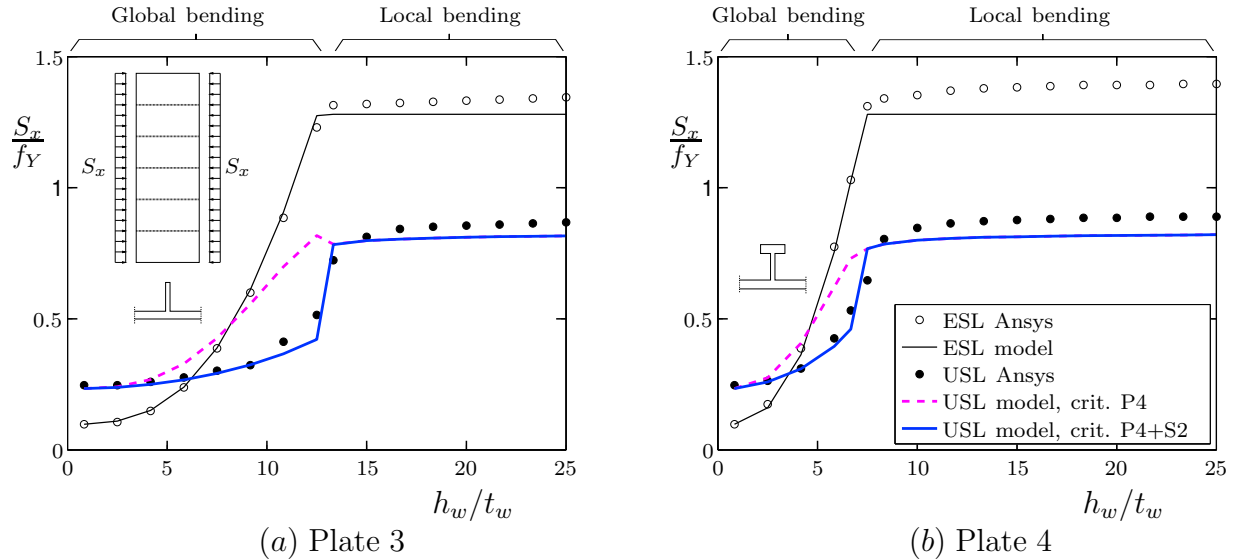 Global bending
Local bending
1.5
1
0.5
0
S_x/f_Y
S_x
S_x
0 5 10 15 20 25
h_w/t_w
(a) Plate 3
Global bending
Local bending
1.5
1
0.5
0
S_x/f_Y
ESL Ansys
ESL model
USL Ansys
USL model, crit. P4
USL model, crit. P4+S2
0 5 10 15 20 25
h_w/t_w
(b) Plate 4